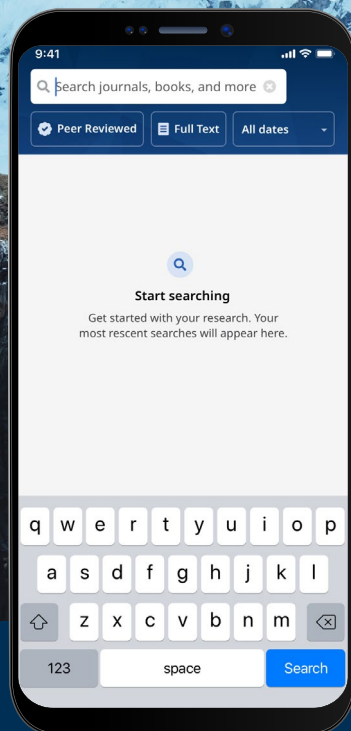 9:41
Search journals, books, and more
Peer Reviewed
Full Text
All dates
Start searching
Get started with your research. Your
most rescent searches will appear here.
q w e r t y u i o p
a s d f g h j k l
z x c v b n m
123 space Search